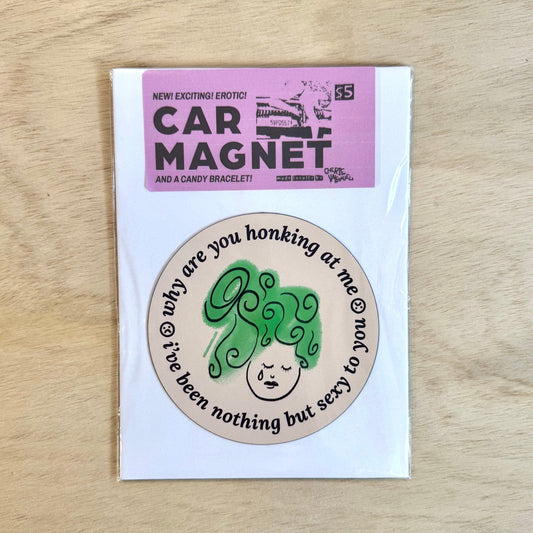 NEW! EXCITING! EROTIC!
$5
CAR
MAGNET
AND A CANDY BRACELET!
why are you honking at me
i've been nothing but sexy to you